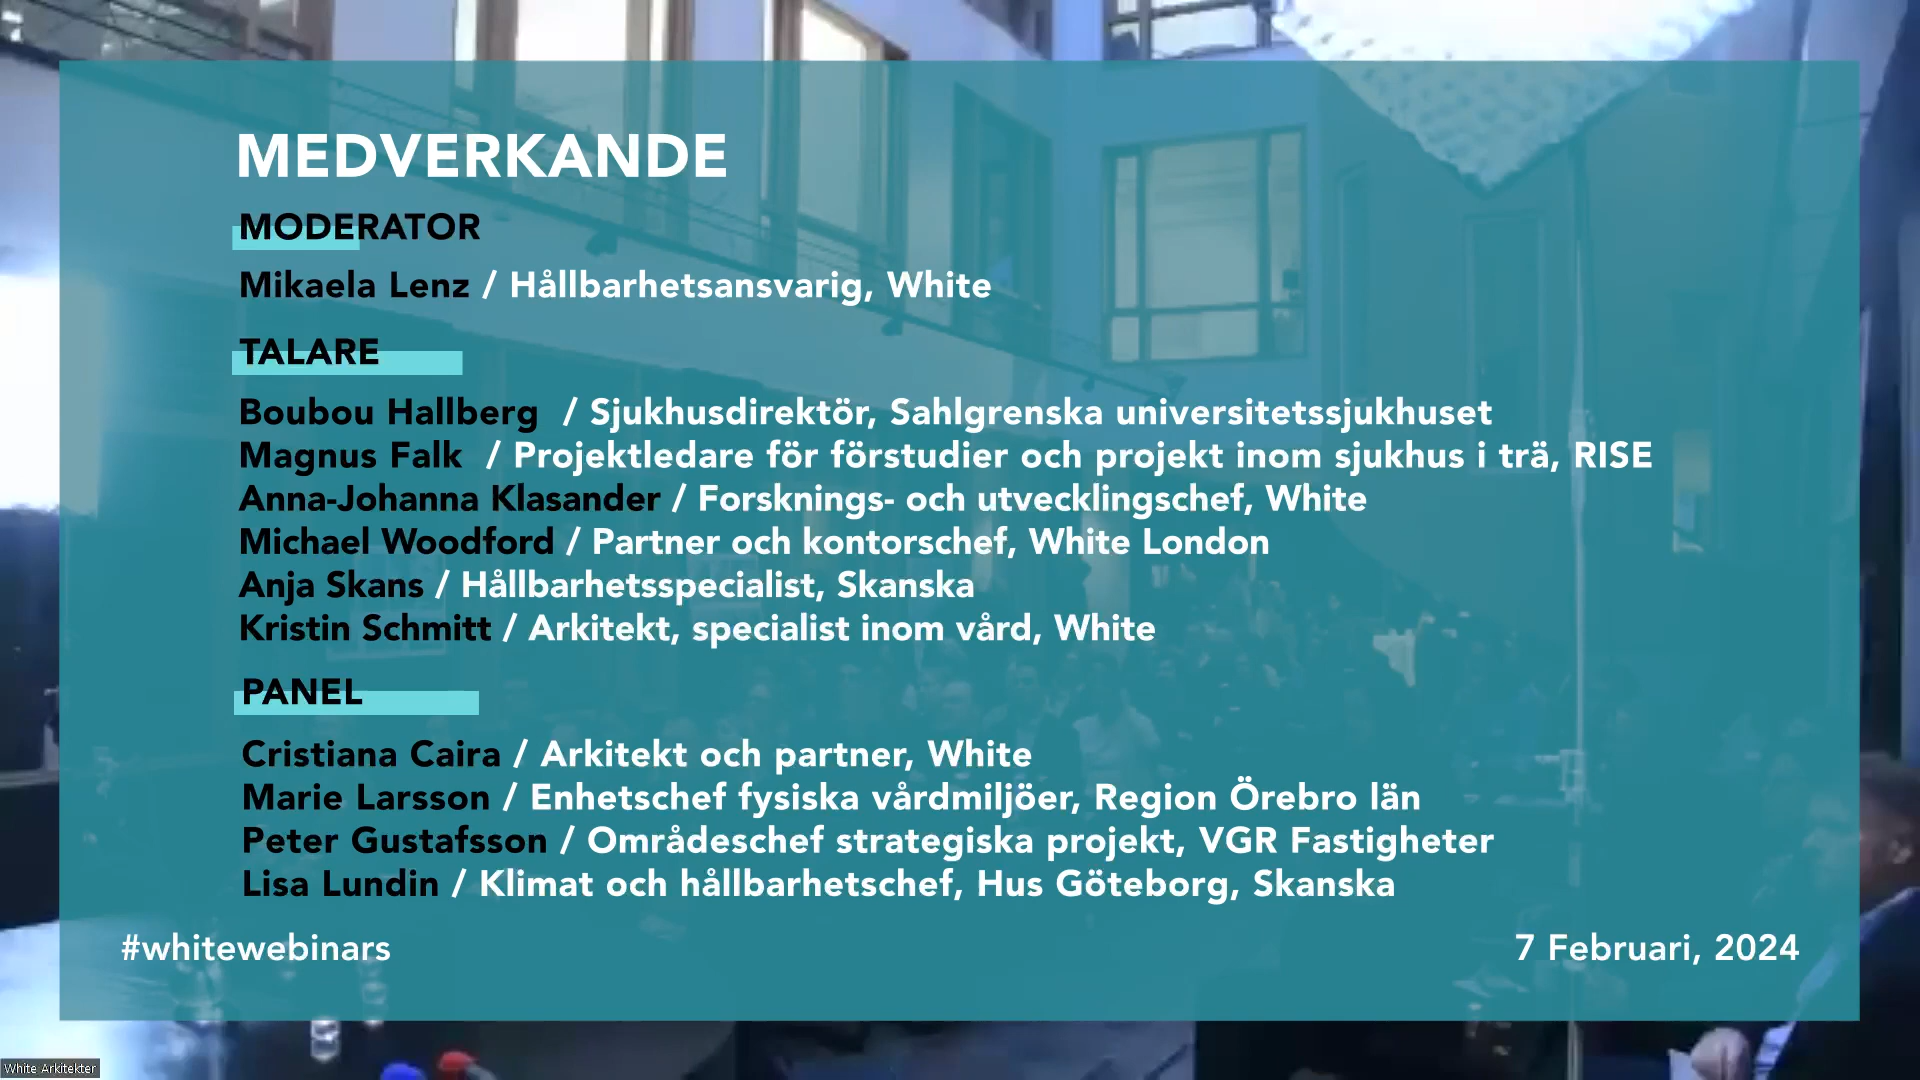 MEDVERKANDE
MODERATOR
Mikaela Lenz / Hållbarhetsansvarig, White
TALARE
Boubou Hallberg / Sjukhusdirektör, Sahlgrenska universitetssjukhuset
Magnus Falk / Projektledare för förstudier och projekt inom sjukhus i trä, RISE
Anna-Johanna Klasander / Forsknings- och utvecklingschef, White
Michael Woodford / Partner och kontorschef, White London
Anja Skans / Hållbarhetsspecialist, Skanska
Kristin Schmitt / Arkitekt, specialist inom vård, White
PANEL
Cristiana Caira / Arkitekt och partner, White
Marie Larsson / Enhetschef fysiska vårdmiljöer, Region Örebro län
Peter Gustafsson / Områdeschef strategiska projekt, VGR Fastigheter
Lisa Lundin / Klimat och hållbarhetschef, Hus Göteborg, Skanska
#whitewebinars
7 Februari, 2024
White Arkitekter